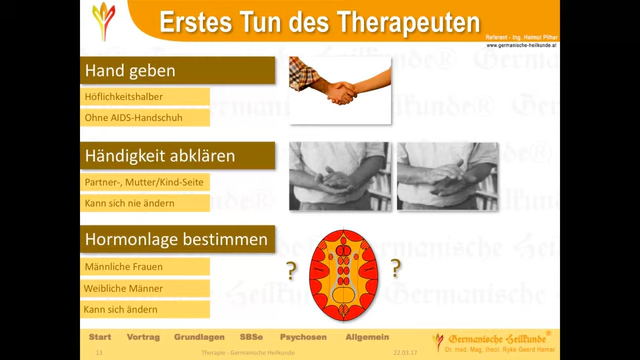 Erstes Tun des Therapeuten
Referent - Ing. Helmut Pilhar
www.germanische-heilkunde.at
Hand geben
Höflichkeitshalber
Ohne AIDS-Handschuh
Händigkeit abklären
Partner-, Mutter/Kind-Seite
Kann sich nie ändern
Hormonlage bestimmen
Männliche Frauen
? ?
Weibliche Männer
Kann sich ändern
Start Vortrag Grundlagen SBSe Psychosen Allgemein
Germanische Heilkunde®
Dr. med. Mag. theol. Ryke Geerd Hamer
13 Therapie - Germanische Heilkunde 22.03.17